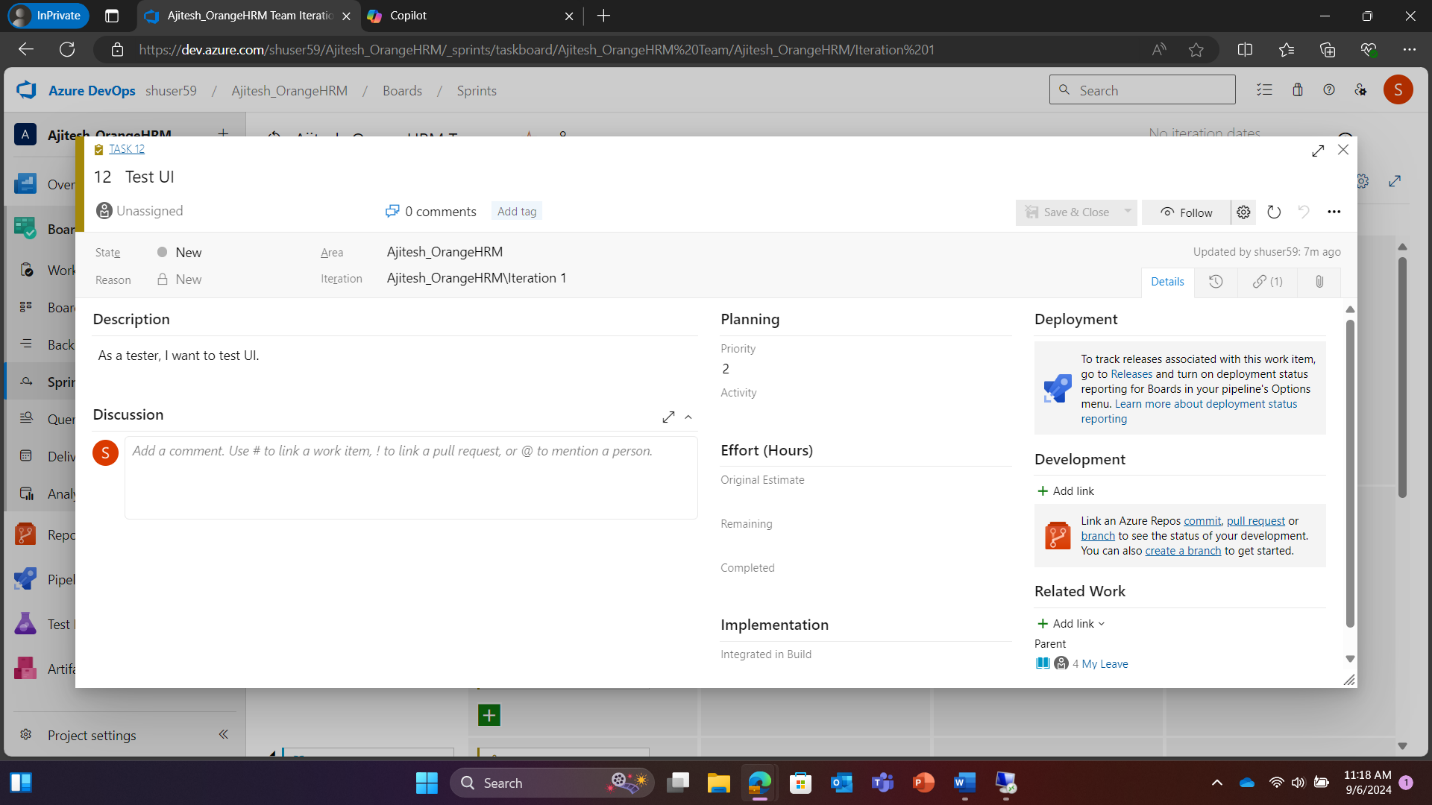 InPrivate
Ajitesh_OrangeHRM Team Iteratio
Copilot
https://dev.azure.com/shuser59/Ajitesh_OrangeHRM/_sprints/taskboard/Ajitesh_OrangeHRM%20Team/Ajitesh_OrangeHRM/Iteration%201
Azure DevOps shuser59 / Ajitesh_OrangeHRM / Boards / Sprints
Search
S
A Ajitesh_OrangeHRM +
No iteration dates
TASK 12
12 Test UI
Unassigned
0 comments
Add tag
Save & Close
Follow
State New
Area Ajitesh_OrangeHRM
Updated by shuser59: 7m ago
Reason New
Iteration Ajitesh_OrangeHRM\Iteration 1
Details
(1)
Over
Boar
Work
Boar
Back
Sprin
Quer
Deliv
Analy
Repo
Pipel
Test
Artifa
Project settings
Description
As a tester, I want to test UI.
Discussion
S
Add a comment. Use # to link a work item, ! to link a pull request, or @ to mention a person.
Planning
Priority
2
Activity
Effort (Hours)
Original Estimate
Remaining
Completed
Implementation
Integrated in Build
Deployment
To track releases associated with this work item,
go to Releases and turn on deployment status
reporting for Boards in your pipeline's Options
menu. Learn more about deployment status
reporting
Development
+ Add link
Link an Azure Repos commit, pull request or
branch to see the status of your development.
You can also create a branch to get started.
Related Work
+ Add link
Parent
4 My Leave
Search
11:18 AM
9/6/2024
1